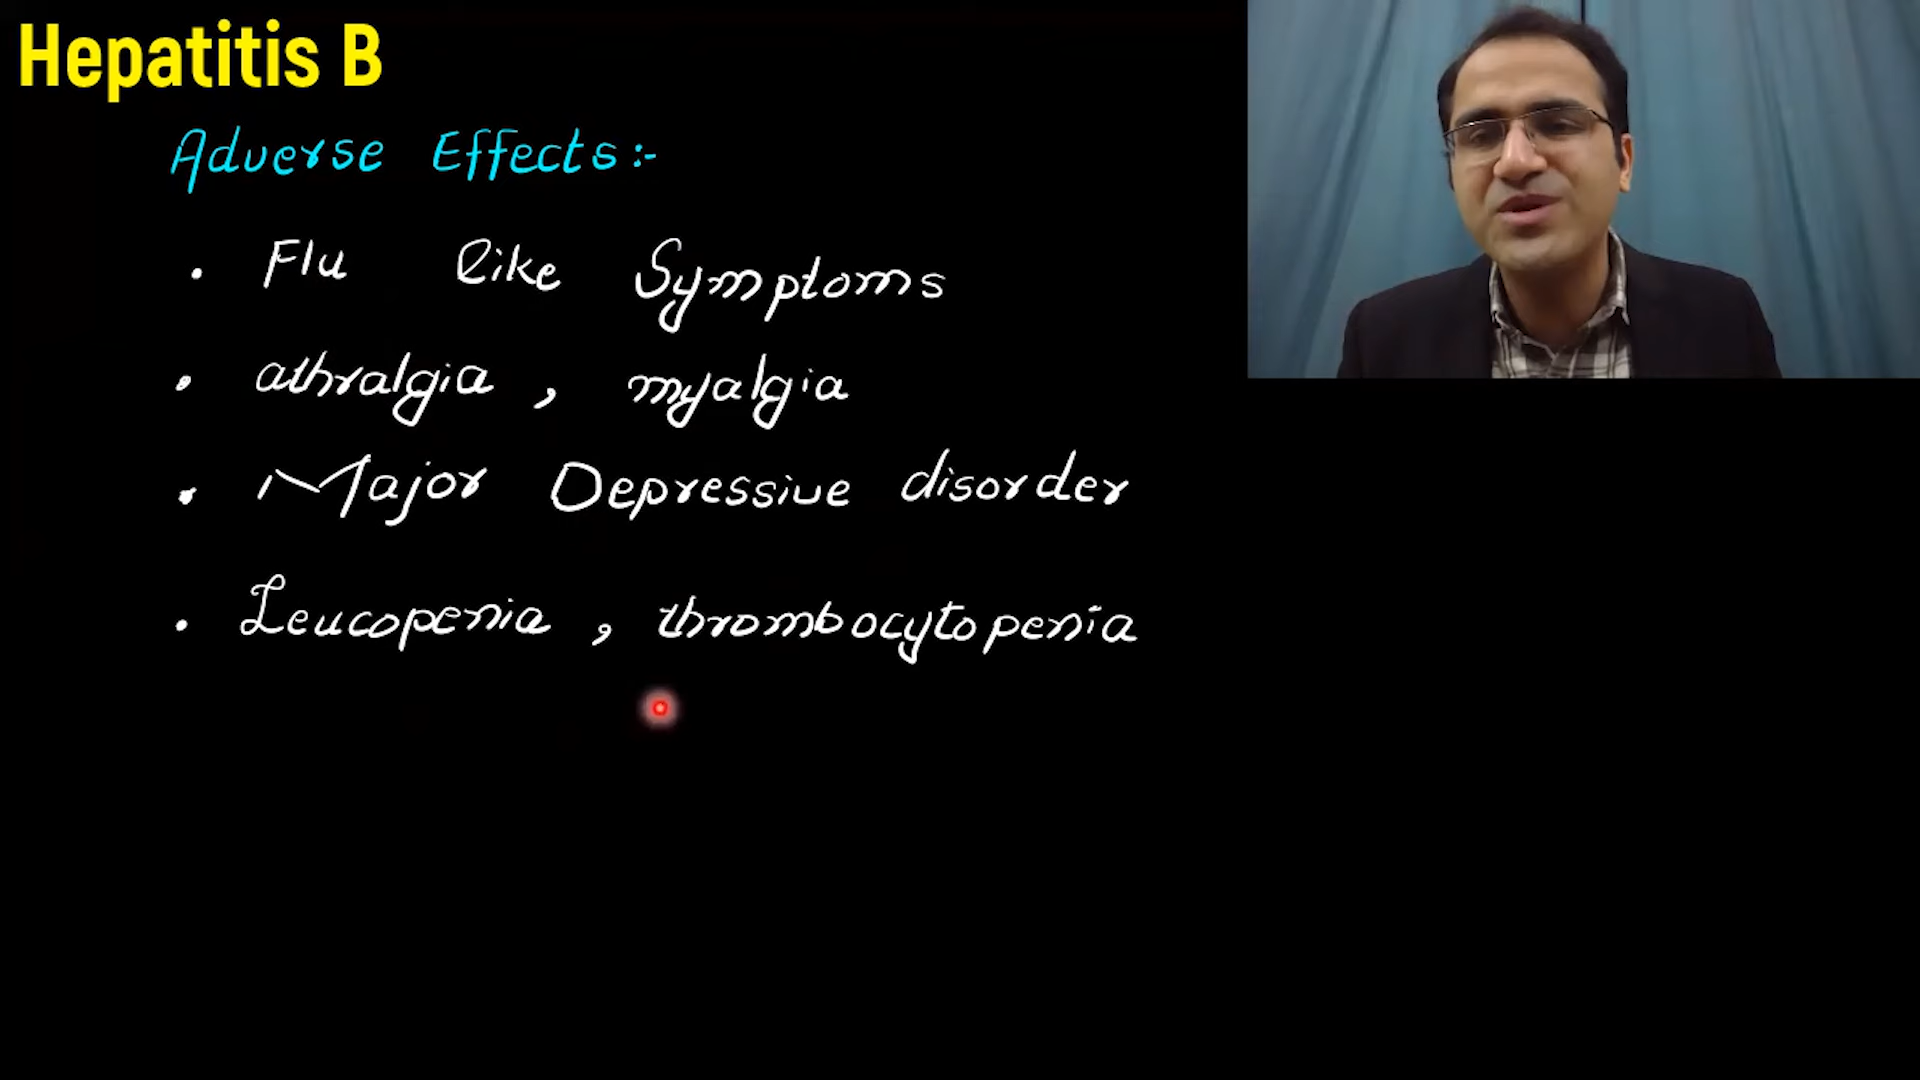 Hepatitis B
Adverse Effects:-
• Flu like Symptoms
• athralgia, myalgia
• Major Depressive disorder
• Leucopenia, thrombocytopenia